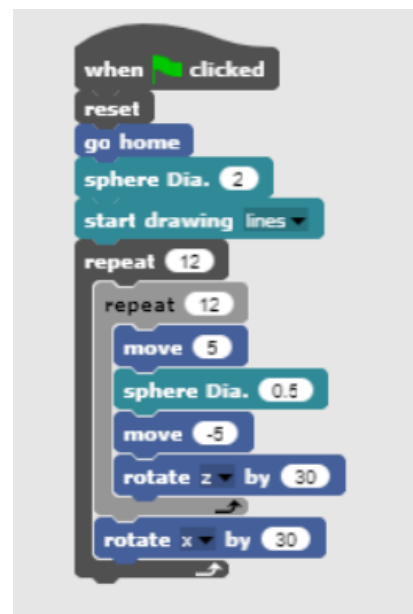 when clicked
reset
go home
sphere Dia. 2
start drawing lines
repeat 12
repeat 12
move 5
sphere Dia. 0.5
move -5
rotate z by 30
rotate x by 30